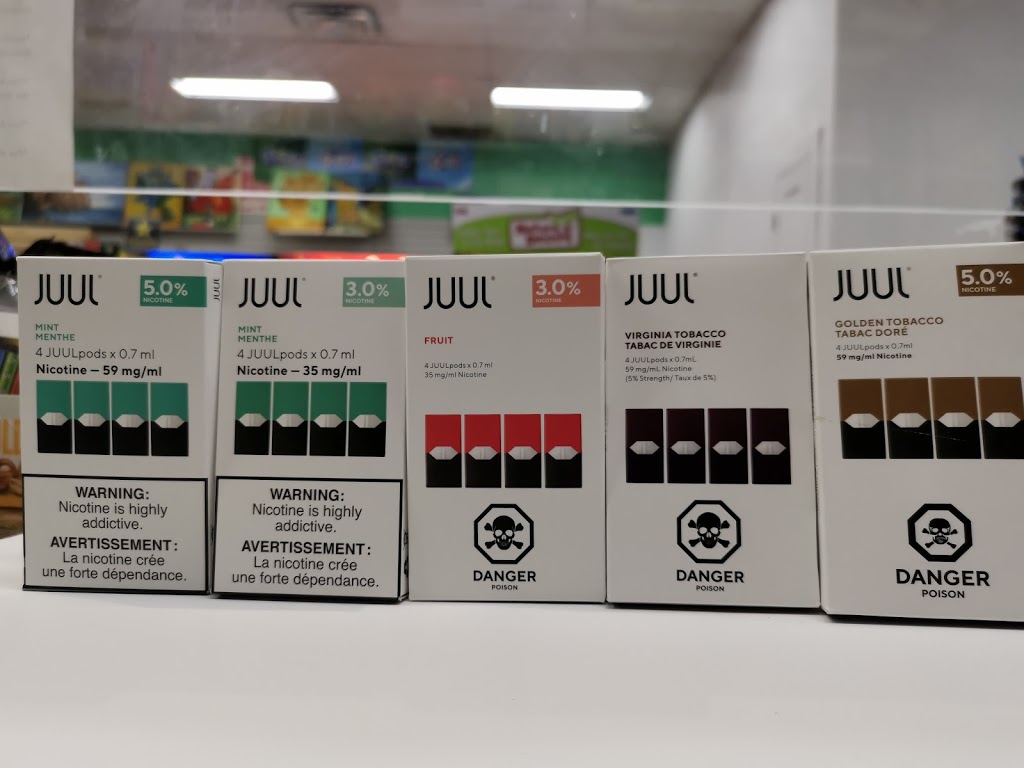 JUUL
5.0%
NICOTINE
MINT
MENTHE
4 JUULpods x 0.7 ml
Nicotine – 59 mg/ml
WARNING:
Nicotine is highly
addictive.
AVERTISSEMENT :
La nicotine crée
une forte dépendance.
JUUL
JUUL
3.0%
NICOTINE
MINT
MENTHE
4 JUULpods x 0.7 ml
Nicotine – 35 mg/ml
WARNING:
Nicotine is highly
addictive.
AVERTISSEMENT :
La nicotine crée
une forte dépendance.
JUUL
3.0%
NICOTINE
FRUIT
4 JUULpods x 0.7 ml
35 mg/ml Nicotine
DANGER
POISON
JUUL
VIRGINIA TOBACCO
TABAC DE VIRGINIE
4 JUULpods x 0.7mL
59 mg/mL Nicotine
(5% Strength/ Taux de 5%)
DANGER
POISON
JUUL
5.0%
NICOTINE
GOLDEN TOBACCO
TABAC DORÉ
4 JUULpods x 0.7ml
59 mg/ml Nicotine
DANGER
POISON